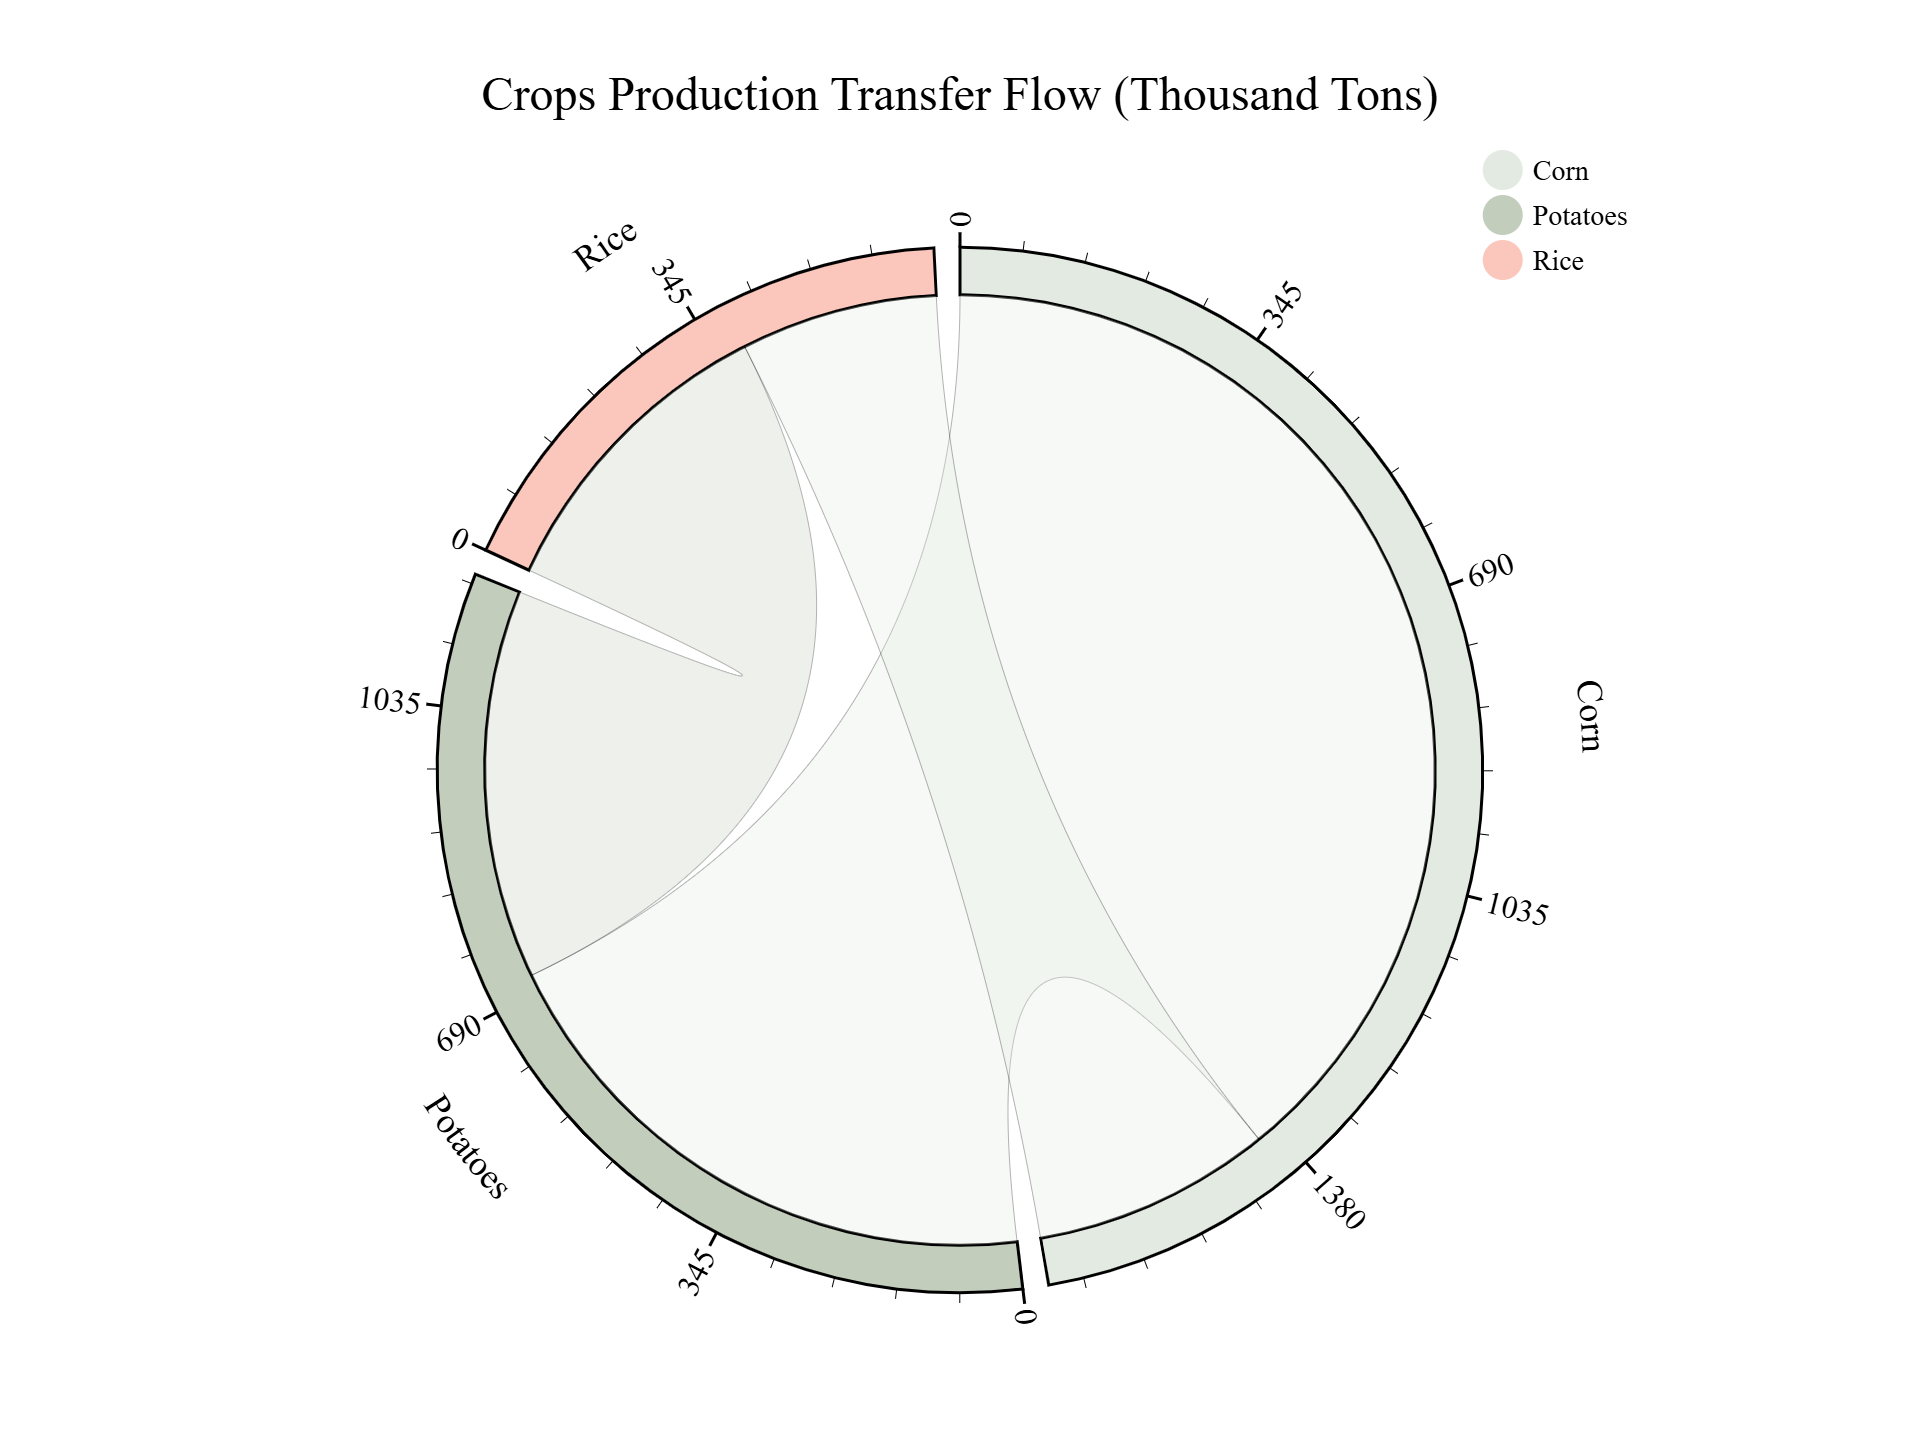 Crops Production Transfer Flow (Thousand Tons)
Corn
Potatoes
Rice
0
345
690
1035
1380
Corn
0
345
690
1035
Potatoes
0
345
Rice